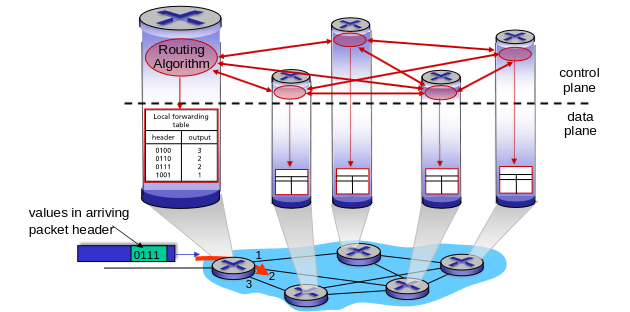 Routing
Algorithm
control
plane
data
plane
Local forwarding
table
header output
0100 3
0110 2
0111 2
1001 1
values in arriving
packet header
0111
1
2
3